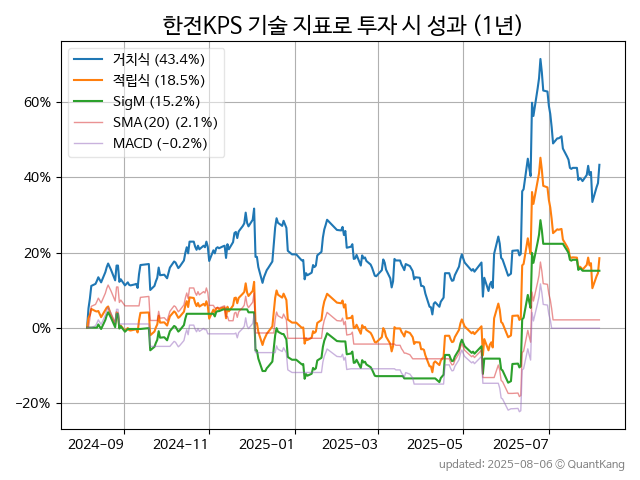 한전KPS 기술 지표로 투자 시 성과 (1년)
거치식 (43.4%)
적립식 (18.5%)
SigM (15.2%)
SMA(20) (2.1%)
MACD (−0.2%)
60%
40%
20%
0%
−20%
2024-09
2024-11
2025-01
2025-03
2025-05
2025-07
updated: 2025-08-06 © QuantKang